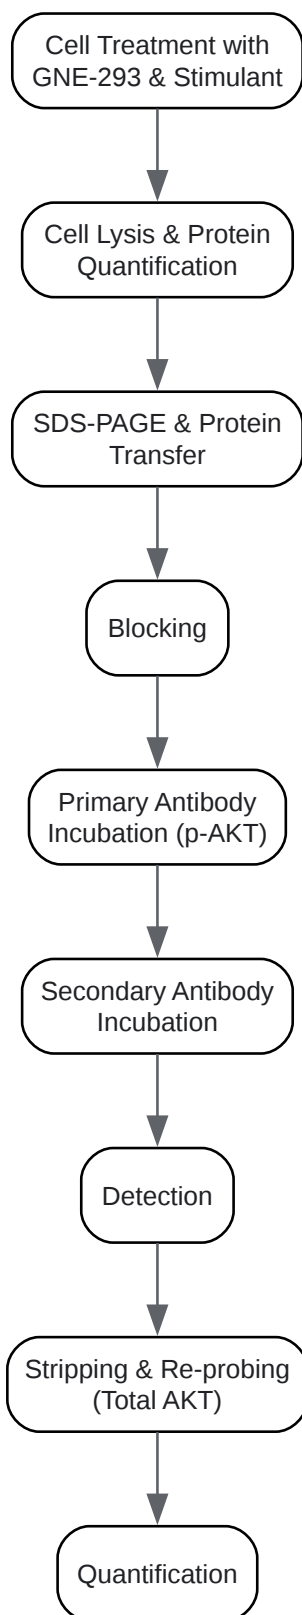 Cell Treatment with
GNE-293 & Stimulant
Cell Lysis & Protein
Quantification
SDS-PAGE & Protein
Transfer
Blocking
Primary Antibody
Incubation (p-AKT)
Secondary Antibody
Incubation
Detection
Stripping & Re-probing
(Total AKT)
Quantification